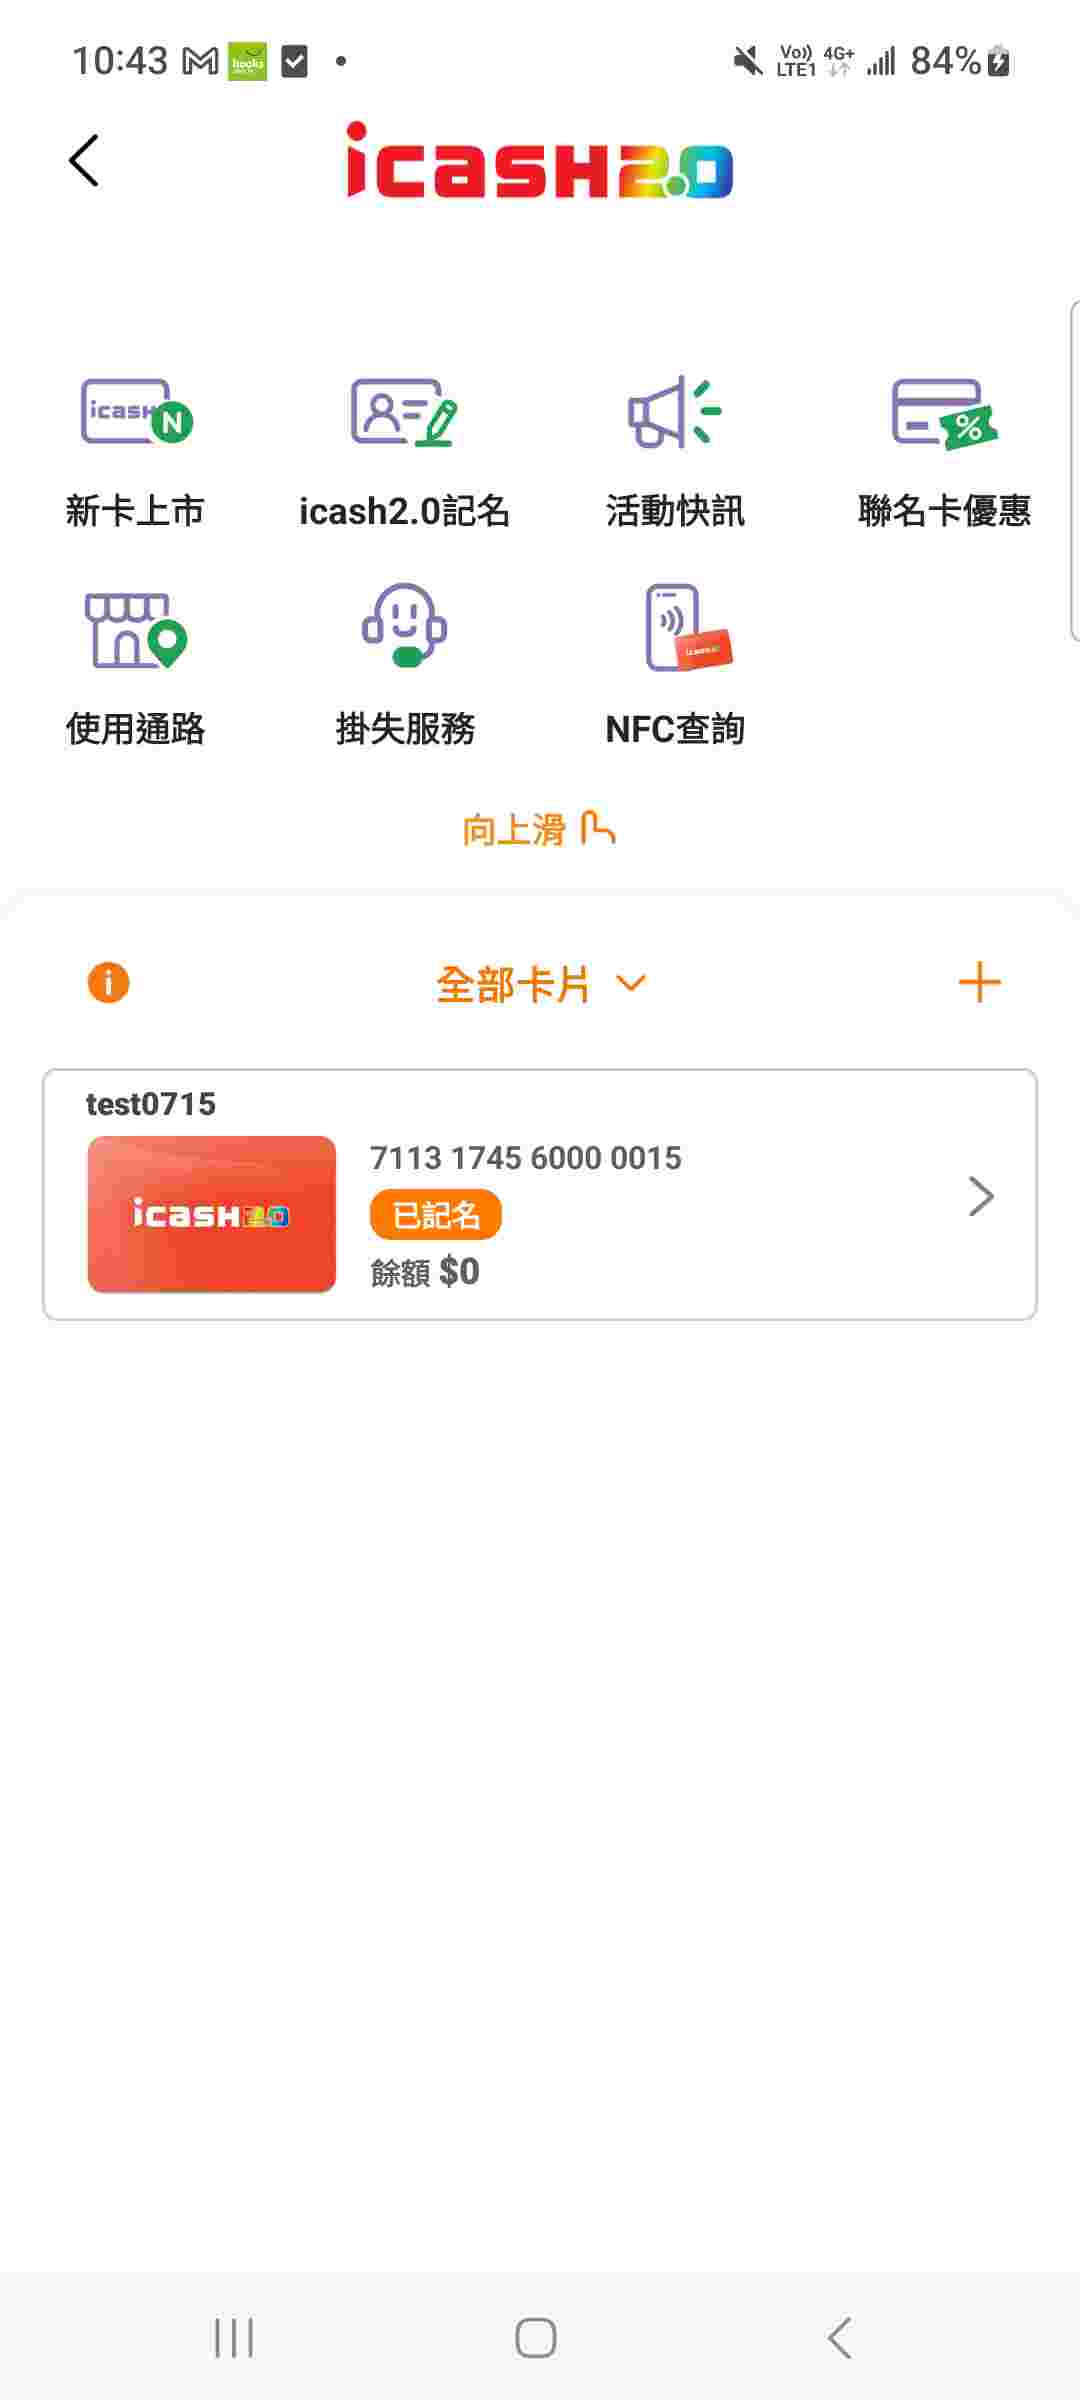 10:43
Vo)) LTE1 4G+ 84%
icash2.0
icash N
新卡上市
icash2.0記名
活動快訊
%
聯名卡優惠
使用通路
掛失服務
NFC查詢
向上滑
全部卡片
test0715
icash2.0
7113 1745 6000 0015
已記名
餘額 $0